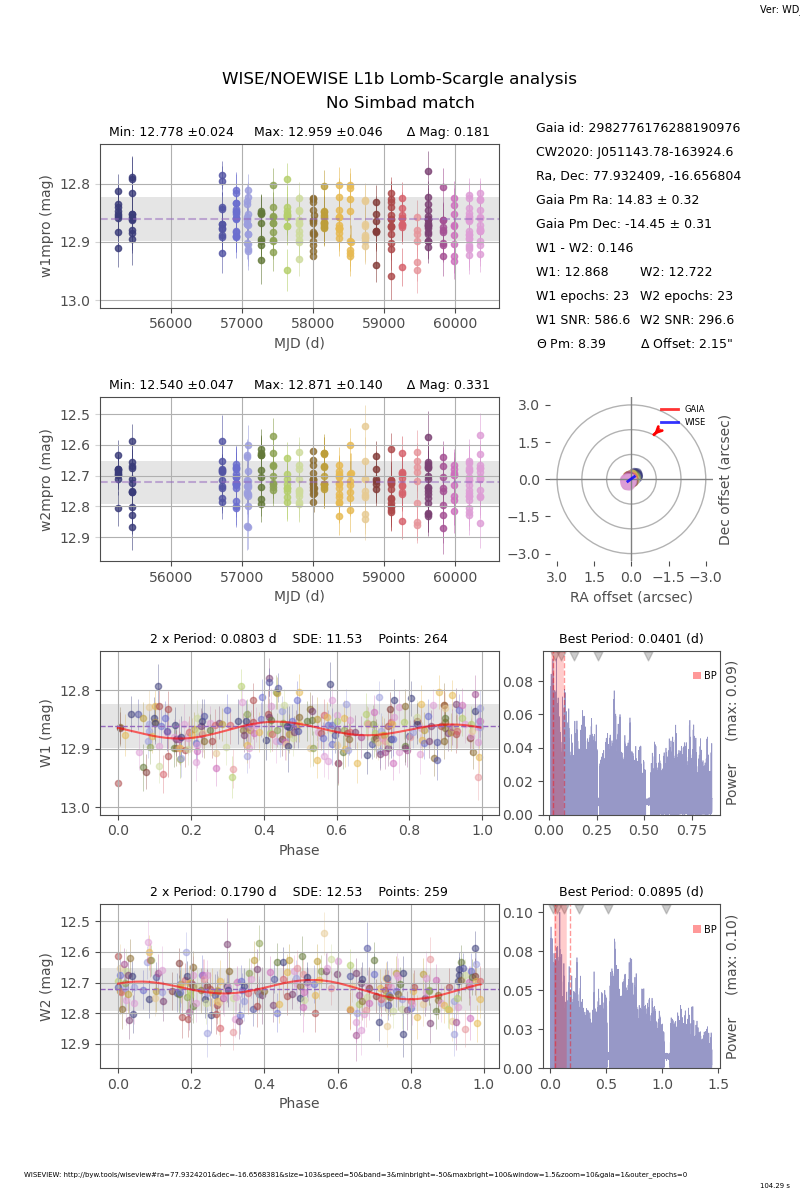 Ver: WD_
WISE/NOEWISE L1b Lomb-Scargle analysis
No Simbad match
Min: 12.778 ±0.024 Max: 12.959 ±0.046 Δ Mag: 0.181
w1mpro (mag)
12.8
12.9
13.0
56000 57000 58000 59000 60000
MJD (d)
Gaia id: 2982776176288190976
CW2020: J051143.78-163924.6
Ra, Dec: 77.932409, -16.656804
Gaia Pm Ra: 14.83 ± 0.32
Gaia Pm Dec: -14.45 ± 0.31
W1 - W2: 0.146
W1: 12.868 W2: 12.722
W1 epochs: 23 W2 epochs: 23
W1 SNR: 586.6 W2 SNR: 296.6
Θ Pm: 8.39 Δ Offset: 2.15"
Min: 12.540 ±0.047 Max: 12.871 ±0.140 Δ Mag: 0.331
w2mpro (mag)
12.5
12.6
12.7
12.8
12.9
56000 57000 58000 59000 60000
MJD (d)
GAIA
WISE
3.0
1.5
0.0
−1.5
−3.0
3.0 1.5 0.0 −1.5 −3.0
RA offset (arcsec)
Dec offset (arcsec)
2 x Period: 0.0803 d SDE: 11.53 Points: 264
W1 (mag)
12.8
12.9
13.0
0.0 0.2 0.4 0.6 0.8 1.0
Phase
Best Period: 0.0401 (d)
BP
0.08
0.06
0.04
0.02
0.00
0.00 0.25 0.50 0.75
Power (max: 0.09)
2 x Period: 0.1790 d SDE: 12.53 Points: 259
W2 (mag)
12.5
12.6
12.7
12.8
12.9
0.0 0.2 0.4 0.6 0.8 1.0
Phase
Best Period: 0.0895 (d)
BP
0.10
0.08
0.05
0.03
0.00
0.0 0.5 1.0 1.5
Power (max: 0.10)
WISEVIEW: http://byw.tools/wiseview#ra=77.9324201&dec=-16.6568381&size=103&speed=50&band=3&minbright=-50&maxbright=100&window=1.5&zoom=10&gaia=1&outer_epochs=0
104.29 s